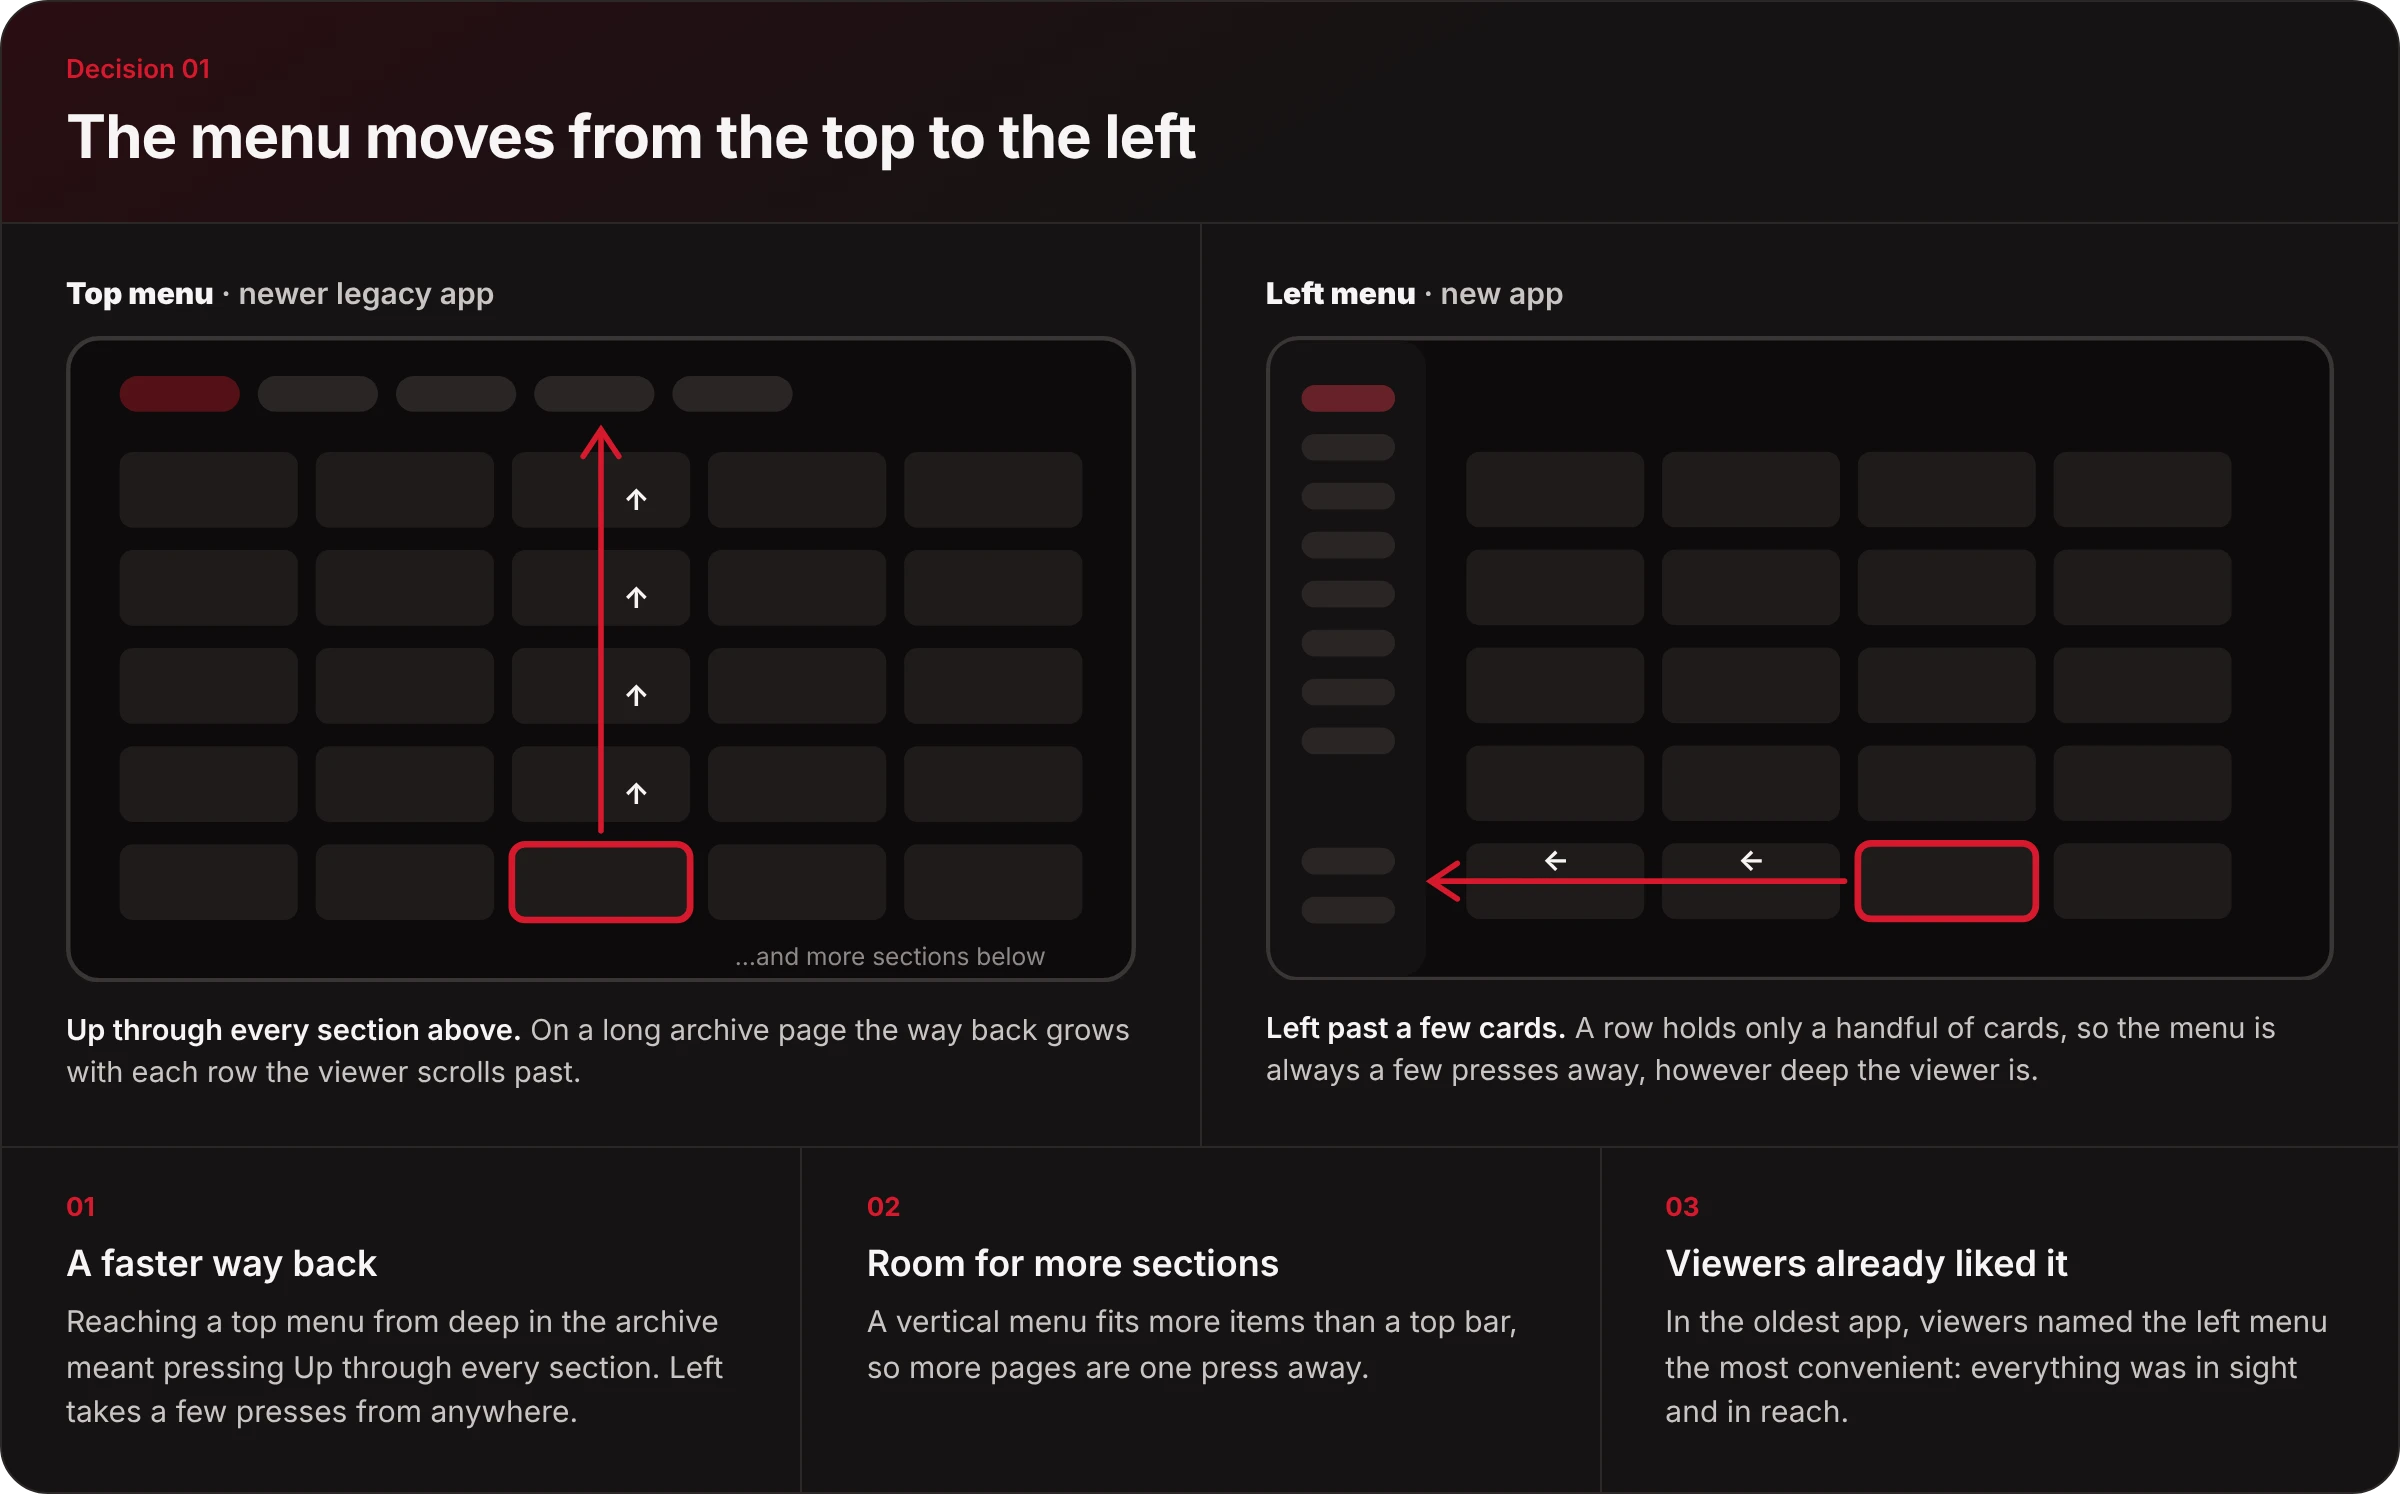 Decision 01
The menu moves from the top to the left
Top menu · newer legacy app
...and more sections below
Up through every section above. On a long archive page the way back grows
with each row the viewer scrolls past.
Left menu · new app
Left past a few cards. A row holds only a handful of cards, so the menu is
always a few presses away, however deep the viewer is.
01
A faster way back
Reaching a top menu from deep in the archive
meant pressing Up through every section. Left
takes a few presses from anywhere.
02
Room for more sections
A vertical menu fits more items than a top bar,
so more pages are one press away.
03
Viewers already liked it
In the oldest app, viewers named the left menu
the most convenient: everything was in sight
and in reach.